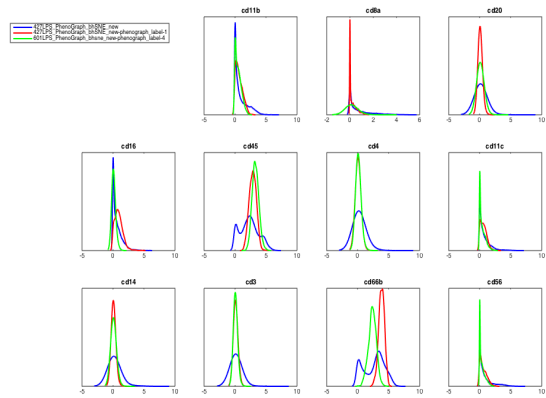 427LPS_PhenoGraph_bhSNE_new
427LPS_PhenoGraph_bhSNE_new-phenograph_label-1
601LPS_PhenoGraph_bhsne_new-phenograph_label-4
cd11b
cd8a
cd20
-5 0 5 10
-2 0 2 4 6
-5 0 5 10
cd16
cd45
cd4
cd11c
-5 0 5 10
-5 0 5 10
-5 0 5 10
-5 0 5 10
cd14
cd3
cd66b
cd56
-5 0 5 10
-5 0 5 10
-5 0 5 10
-5 0 5 10